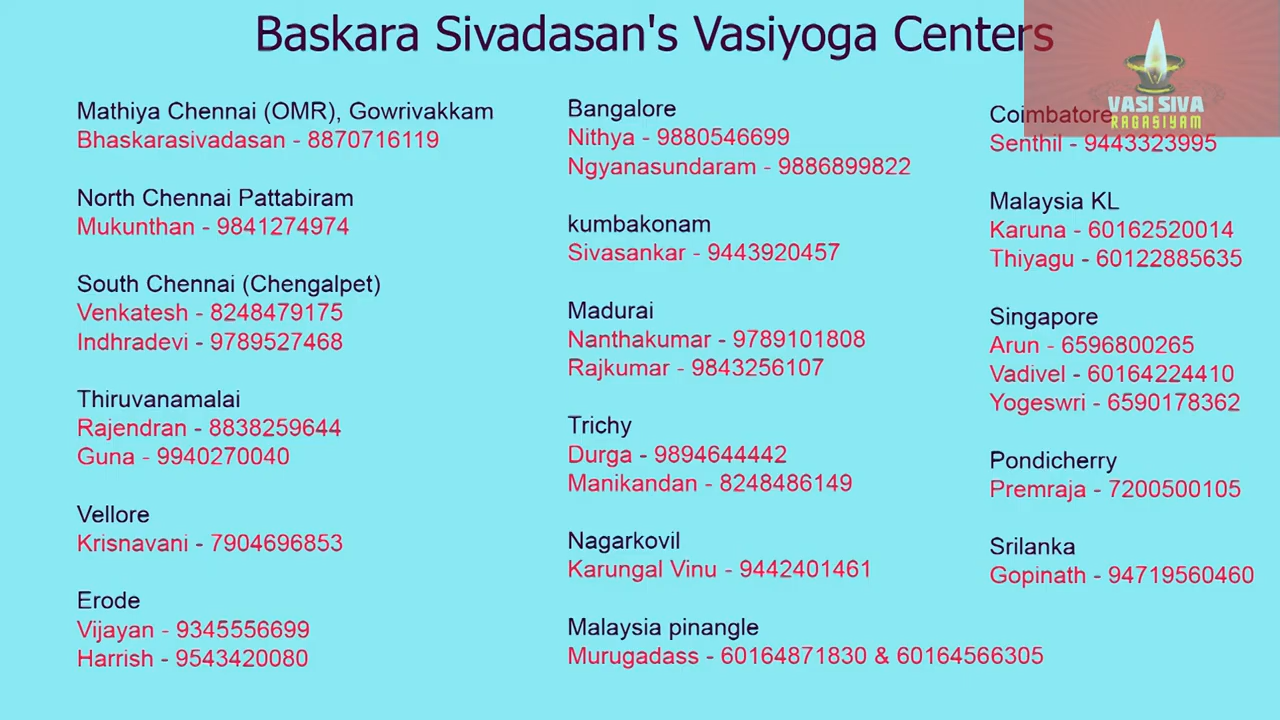 Baskara Sivadasan's Vasiyoga Centers
Mathiya Chennai (OMR), Gowrivakkam
Bhaskarasivadasan - 8870716119
North Chennai Pattabiram
Mukunthan - 9841274974
South Chennai (Chengalpet)
Venkatesh - 8248479175
Indhradevi - 9789527468
Thiruvanamalai
Rajendran - 8838259644
Guna - 9940270040
Vellore
Krisnavani - 7904696853
Erode
Vijayan - 9345556699
Harrish - 9543420080
Bangalore
Nithya - 9880546699
Ngyanasundaram - 9886899822
kumbakonam
Sivasankar - 9443920457
Madurai
Nanthakumar - 9789101808
Rajkumar - 9843256107
Trichy
Durga - 9894644442
Manikandan - 8248486149
Nagarkovil
Karungal Vinu - 9442401461
Malaysia pinangle
Murugadass - 60164871830 & 60164566305
VASI SIVA
RAGASIYAM
Coimbatore
Senthil - 9443323995
Malaysia KL
Karuna - 60162520014
Thiyagu - 60122885635
Singapore
Arun - 6596800265
Vadivel - 60164224410
Yogeswri - 6590178362
Pondicherry
Premraja - 7200500105
Srilanka
Gopinath - 94719560460